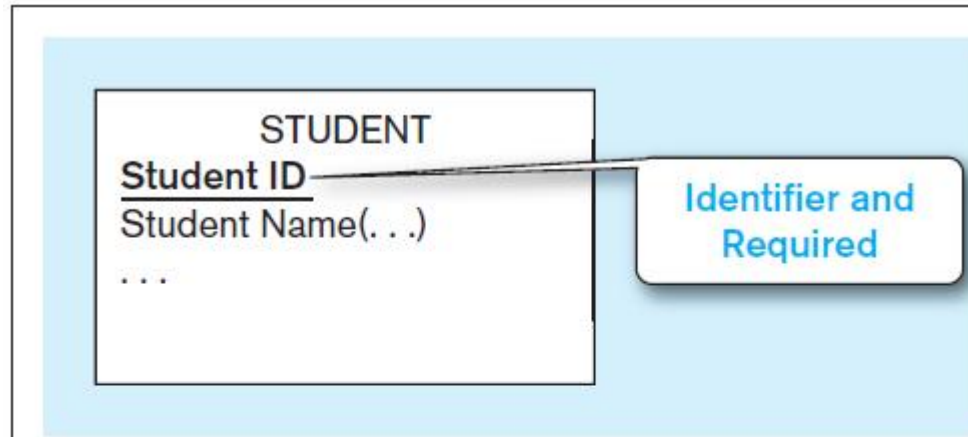 STUDENT
Student ID
Student Name(. . .)
. . .
Identifier and
Required